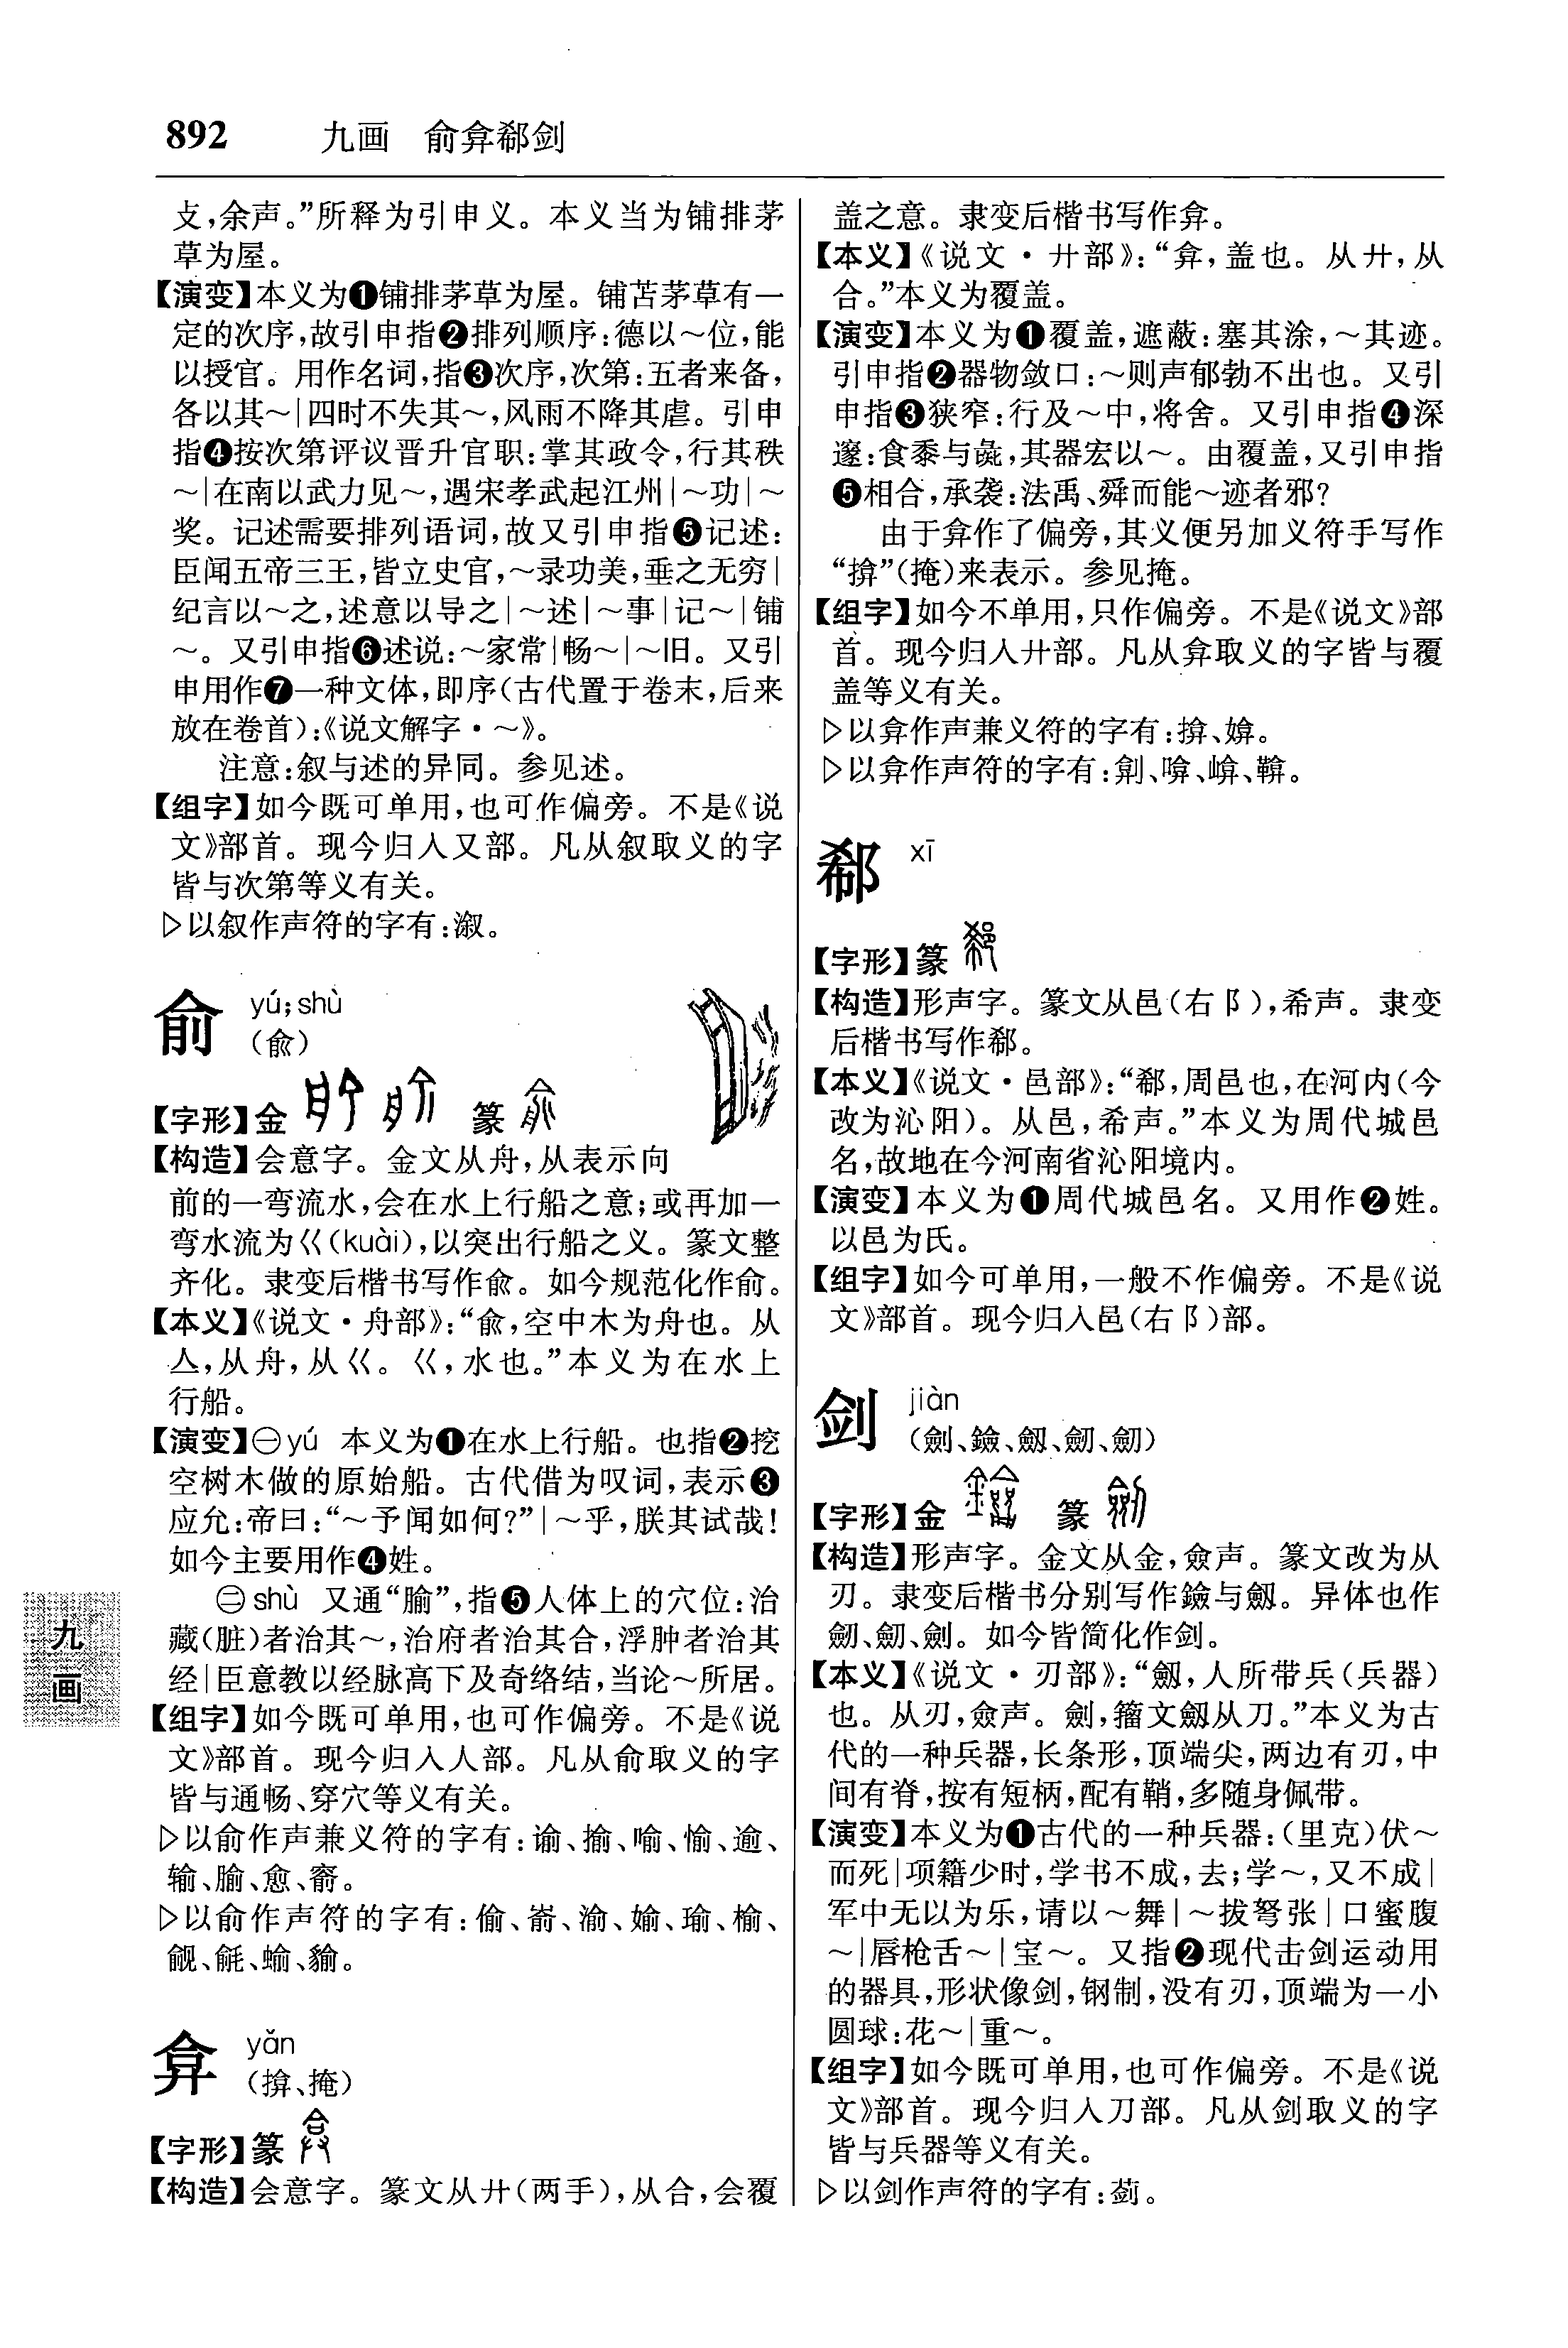 892 九画 俞弇郗剑
攴,余声。”所释为引申义。本义当为铺排茅
草为屋。
【演变】本义为❶铺排茅草为屋。铺苫茅草有一
定的次序,故引申指❷排列顺序:德以～位,能
以授官。用作名词,指❸次序,次第:五者来备,
各以其～|四时不失其～,风雨不降其虐。引申
指❹按次第评议晋升官职:掌其政令,行其秩
～|在南以武力见～,遇宋孝武起江州|～功|～
奖。记述需要排列语词,故又引申指❺记述:
臣闻五帝三王,皆立史官,～录功美,垂之无穷|
纪言以～之,述意以导之|～述|～事|记～|铺
～。又引申指❻述说:～家常|畅～|～旧。又引
申用作❼一种文体,即序(古代置于卷末,后来
放在卷首):《说文解字·～》。
注意:叙与述的异同。参见述。
【组字】如今既可单用,也可作偏旁。不是《说
文》部首。现今归入又部。凡从叙取义的字
皆与次第等义有关。
▷以叙作声符的字有:溆。
俞 yú;shù
(兪)
【字形】金 篆
【构造】会意字。金文从舟,从表示向
前的一弯流水,会在水上行船之意;或再加一
弯水流为巜(kuài),以突出行船之义。篆文整
齐化。隶变后楷书写作兪。如今规范化作俞。
【本义】《说文·舟部》:“兪,空中木为舟也。从
亼,从舟,从巜。巜,水也。”本义为在水上
行船。
【演变】㊀yú 本义为❶在水上行船。也指❷挖
空树木做的原始船。古代借为叹词,表示❸
应允:帝曰:“～予闻如何?”|～乎,朕其试哉!
如今主要用作❹姓。
㊁shù 又通“腧”,指❺人体上的穴位:治
藏(脏)者治其～,治府者治其合,浮肿者治其
经|臣意教以经脉高下及奇络结,当论～所居。
【组字】如今既可单用,也可作偏旁。不是《说
文》部首。现今归入人部。凡从俞取义的字
皆与通畅、穿穴等义有关。
▷以俞作声兼义符的字有:谕、揄、喻、愉、逾、
输、腧、愈、窬。
▷以俞作声符的字有:偷、嵛、渝、媮、瑜、榆、
觎、毹、蝓、貐。
弇 yǎn
(揜、掩)
【字形】篆
【构造】会意字。篆文从廾(两手),从合,会覆
盖之意。隶变后楷书写作弇。
【本义】《说文·廾部》:“弇,盖也。从廾,从
合。”本义为覆盖。
【演变】本义为❶覆盖,遮蔽:塞其涂,～其迹。
引申指❷器物敛口:～则声郁勃不出也。又引
申指❸狭窄:行及～中,将舍。又引申指❹深
邃:食黍与彘,其器宏以～。由覆盖,又引申指
❺相合,承袭:法禹、舜而能～迹者邪?
由于弇作了偏旁,其义便另加义符手写作
“揜”(掩)来表示。参见掩。
【组字】如今不单用,只作偏旁。不是《说文》部
首。现今归入廾部。凡从弇取义的字皆与覆
盖等义有关。
▷以弇作声兼义符的字有:揜、媕。
▷以弇作声符的字有:剦、噞、崦、鞥。
郗 xī
【字形】篆
【构造】形声字。篆文从邑(右阝),希声。隶变
后楷书写作郗。
【本义】《说文·邑部》:“郗,周邑也,在河内(今
改为沁阳)。从邑,希声。”本义为周代城邑
名,故地在今河南省沁阳境内。
【演变】本义为❶周代城邑名。又用作❷姓。
以邑为氏。
【组字】如今可单用,一般不作偏旁。不是《说
文》部首。现今归入邑(右阝)部。
剑 jiàn
(劍、鐱、劒、劎、劔)
【字形】金 篆
【构造】形声字。金文从金,僉声。篆文改为从
刃。隶变后楷书分别写作鐱与劒。异体也作
劎、劔、劍。如今皆简化作剑。
【本义】《说文·刃部》:“劒,人所带兵(兵器)
也。从刃,僉声。劍,籀文劒从刀。”本义为古
代的一种兵器,长条形,顶端尖,两边有刃,中
间有脊,按有短柄,配有鞘,多随身佩带。
【演变】本义为❶古代的一种兵器:(里克)伏～
而死|项籍少时,学书不成,去;学～,又不成|
军中无以为乐,请以～舞|～拔弩张|口蜜腹
～|唇枪舌～|宝～。又指❷现代击剑运动用
的器具,形状像剑,钢制,没有刃,顶端为一小
圆球:花～|重～。
【组字】如今既可单用,也可作偏旁。不是《说
文》部首。现今归入刀部。凡从剑取义的字
皆与兵器等义有关。
▷以剑作声符的字有:蓟。
九
画